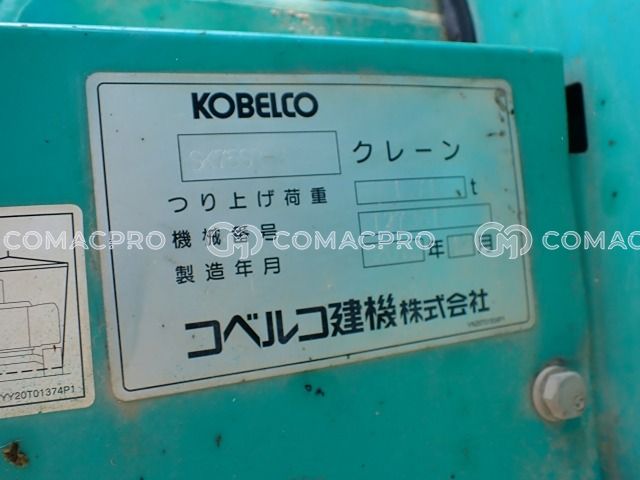 KOBELCO
SK75SR クレーン
つり上げ荷重 t
機械番号
製造年月 年 月
コベルコ建機株式会社
YY20T01374P1
COMACPRO COMACPRO COMACPRO